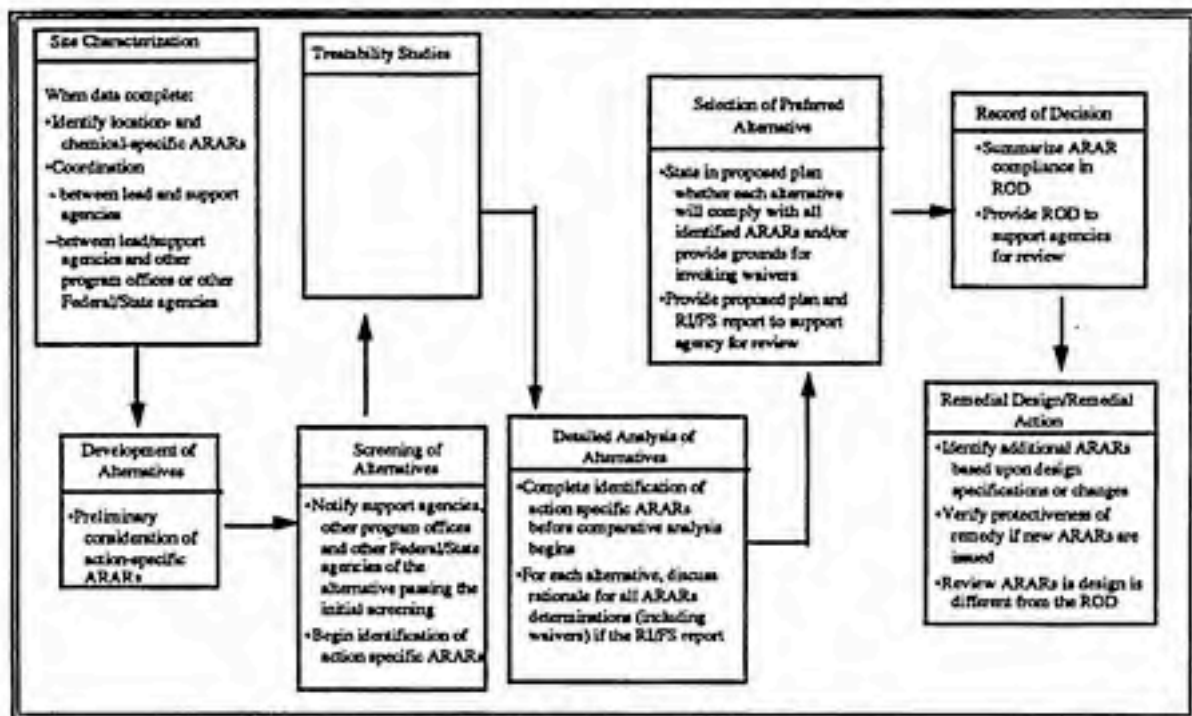 Site Characterization
When data complete:
•Identify location- and
chemical-specific ARARs
•Coordination
- between lead and support
agencies
–between lead/support
agencies and other
program offices or other
Federal/State agencies
Development of
Alternatives
•Preliminary
consideration of
action-specific
ARARs
Screening of
Alternatives
•Notify support agencies,
other program offices
and other Federal/State
agencies of the
alternative passing the
initial screening
•Begin identification of
action specific ARARs
Treatability Studies
Detailed Analysis of
Alternatives
•Complete identification of
action specific ARARs
before comparative analysis
begins
•For each alternative, discuss
rationale for all ARARs
determinations (including
waivers) if the RI/FS report
Selection of Preferred
Alternative
•State in proposed plan
whether each alternative
will comply with all
identified ARARs and/or
provide grounds for
invoking waivers
•Provide proposed plan and
RI/FS report to support
agency for review
Record of Decision
•Summarize ARAR
compliance in
ROD
•Provide ROD to
support agencies
for review
Remedial Design/Remedial
Action
•Identify additional ARARs
based upon design
specifications or changes
•Verify protectiveness of
remedy if new ARARs are
issued
•Review ARARs is design is
different from the ROD